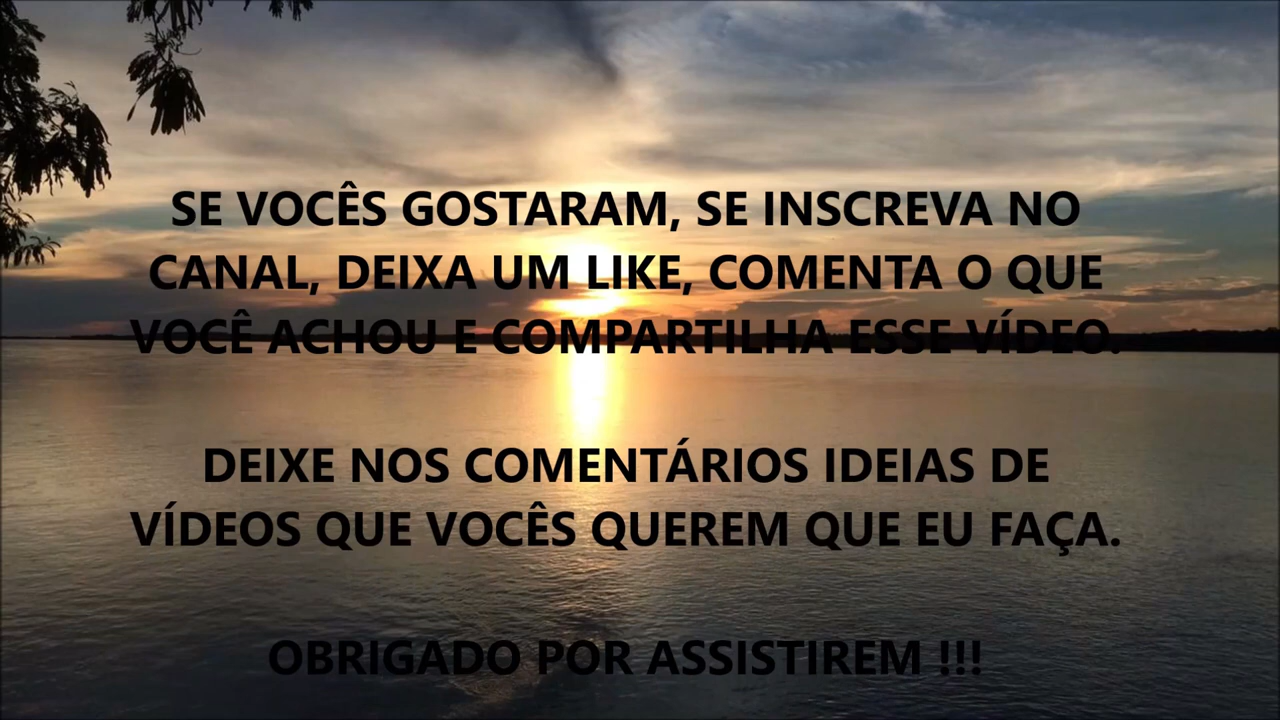 SE VOCÊS GOSTARAM, SE INSCREVA NO
CANAL, DEIXA UM LIKE, COMENTA O QUE
VOCÊ ACHOU E COMPARTILHA ESSE VÍDEO.
DEIXE NOS COMENTÁRIOS IDEIAS DE
VÍDEOS QUE VOCÊS QUEREM QUE EU FAÇA.
OBRIGADO POR ASSISTIREM !!!